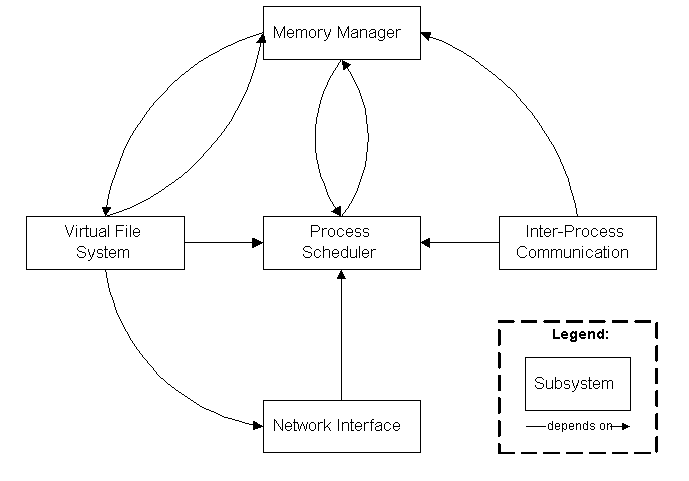 Memory Manager
Virtual File
System
Process
Scheduler
Inter-Process
Communication
Network Interface
Legend:
Subsystem
depends on